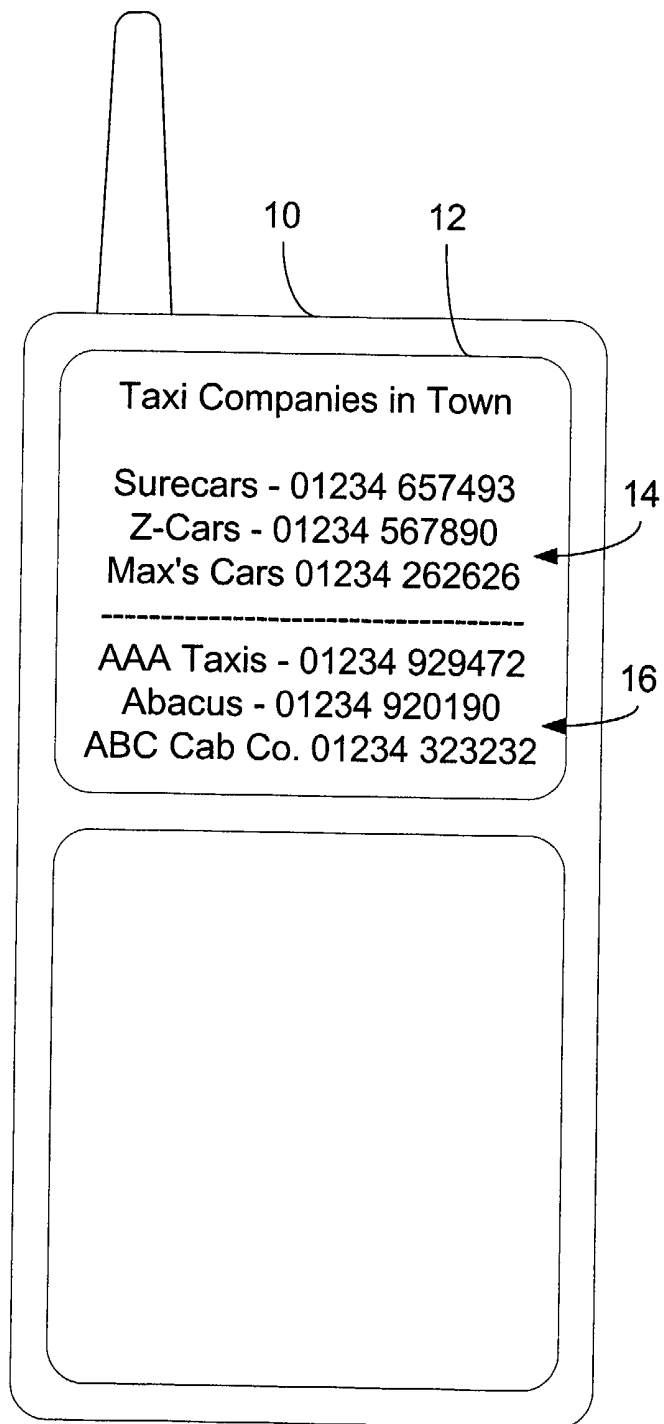 10 12
Taxi Companies in Town
Surecars - 01234 657493
Z-Cars - 01234 567890
Max's Cars 01234 262626
14
------------------------------------
AAA Taxis - 01234 929472
Abacus - 01234 920190
ABC Cab Co. 01234 323232
16